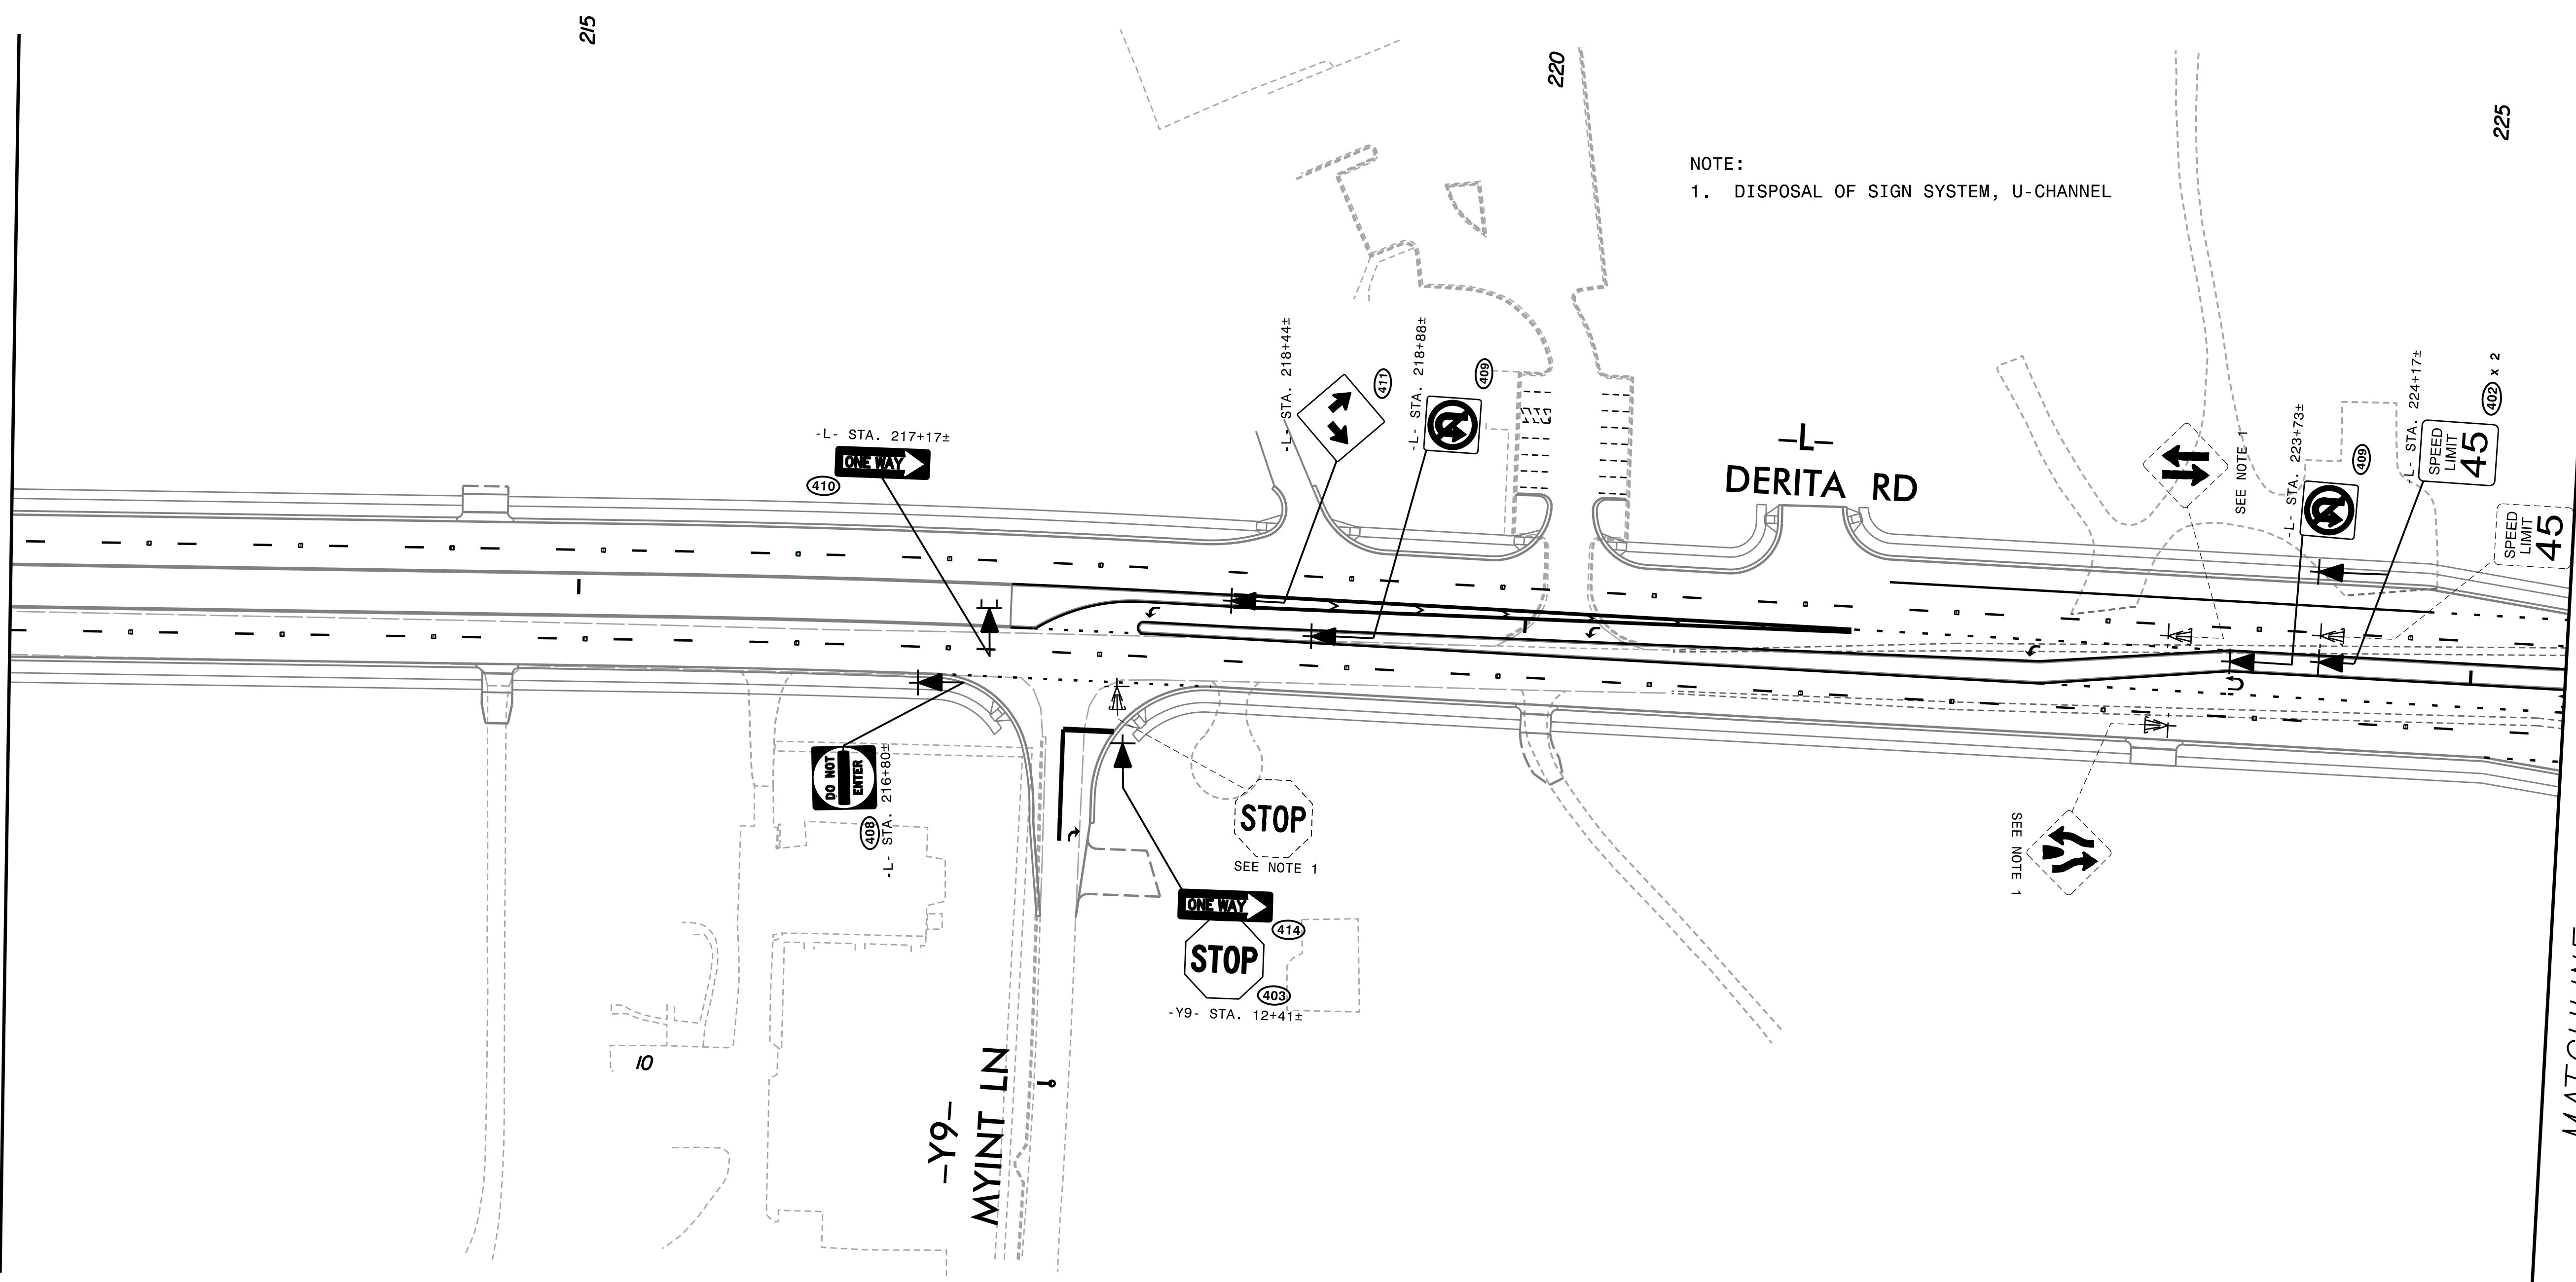 215
220
225
NOTE:
1. DISPOSAL OF SIGN SYSTEM, U-CHANNEL
-L- STA. 217+17±
ONE WAY
410
-L- STA. 218+44±
411
-L- STA. 218+88±
409
-L-
DERITA RD
SEE NOTE 1
-L- STA. 223+73±
409
-L- STA. 224+17±
402 x 2
SPEED
LIMIT
45
SPEED
LIMIT
45
DO NOT
ENTER
408
-L- STA. 216+80±
STOP
SEE NOTE 1
ONE WAY
414
STOP
403
-Y9- STA. 12+41±
SEE NOTE 1
10
-Y9-
MYINT LN